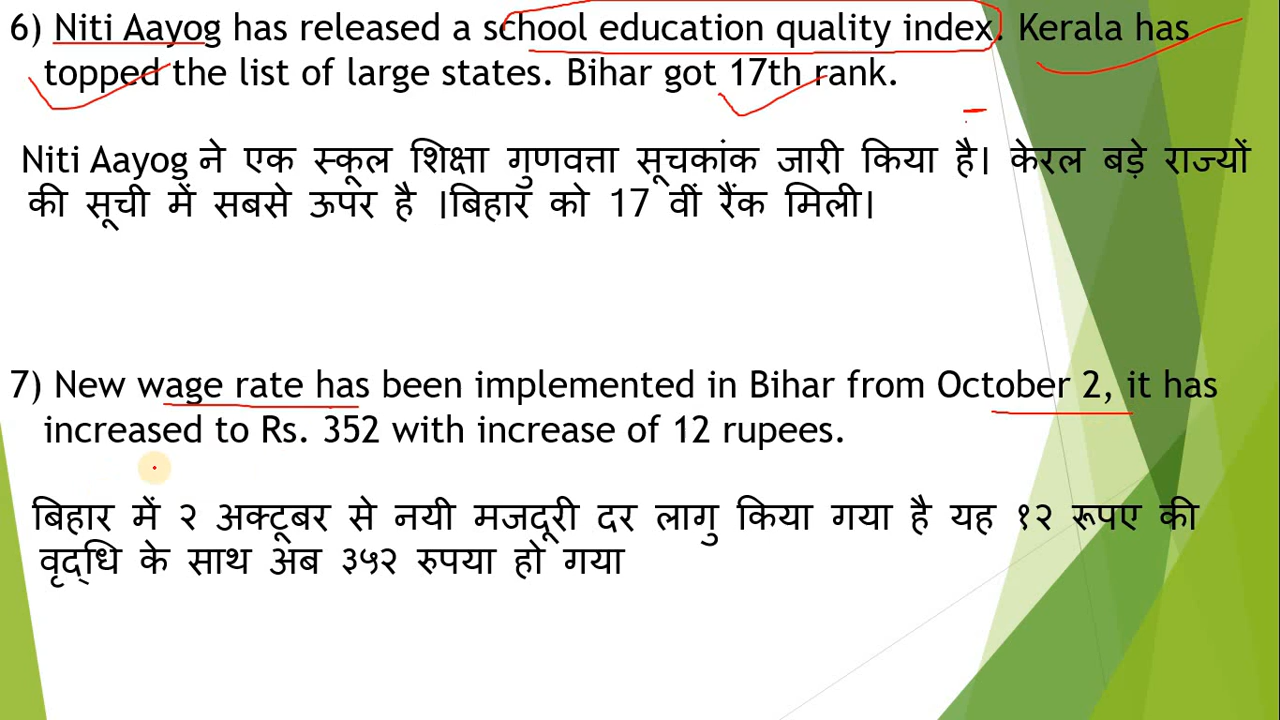 6) Niti Aayog has released a school education quality index. Kerala has
topped the list of large states. Bihar got 17th rank.
Niti Aayog ने एक स्कूल शिक्षा गुणवत्ता सूचकांक जारी किया है। केरल बड़े राज्यों
की सूची में सबसे ऊपर है ।बिहार को 17 वीं रैंक मिली।
7) New wage rate has been implemented in Bihar from October 2, it has
increased to Rs. 352 with increase of 12 rupees.
बिहार में २ अक्टूबर से नयी मजदूरी दर लागु किया गया है यह १२ रूपए की
वृद्धि के साथ अब ३५२ रुपया हो गया